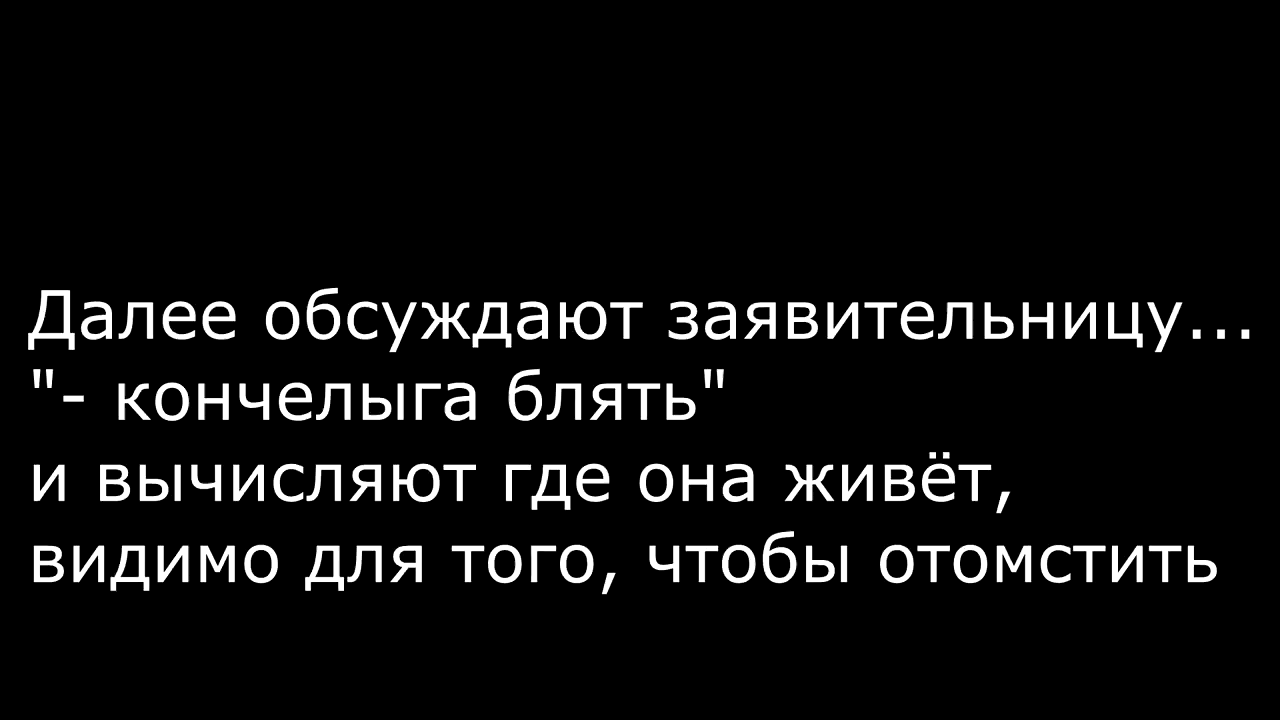 Далее обсуждают заявительницу...
"- кончелыга блять"
и вычисляют где она живёт,
видимо для того, чтобы отомстить